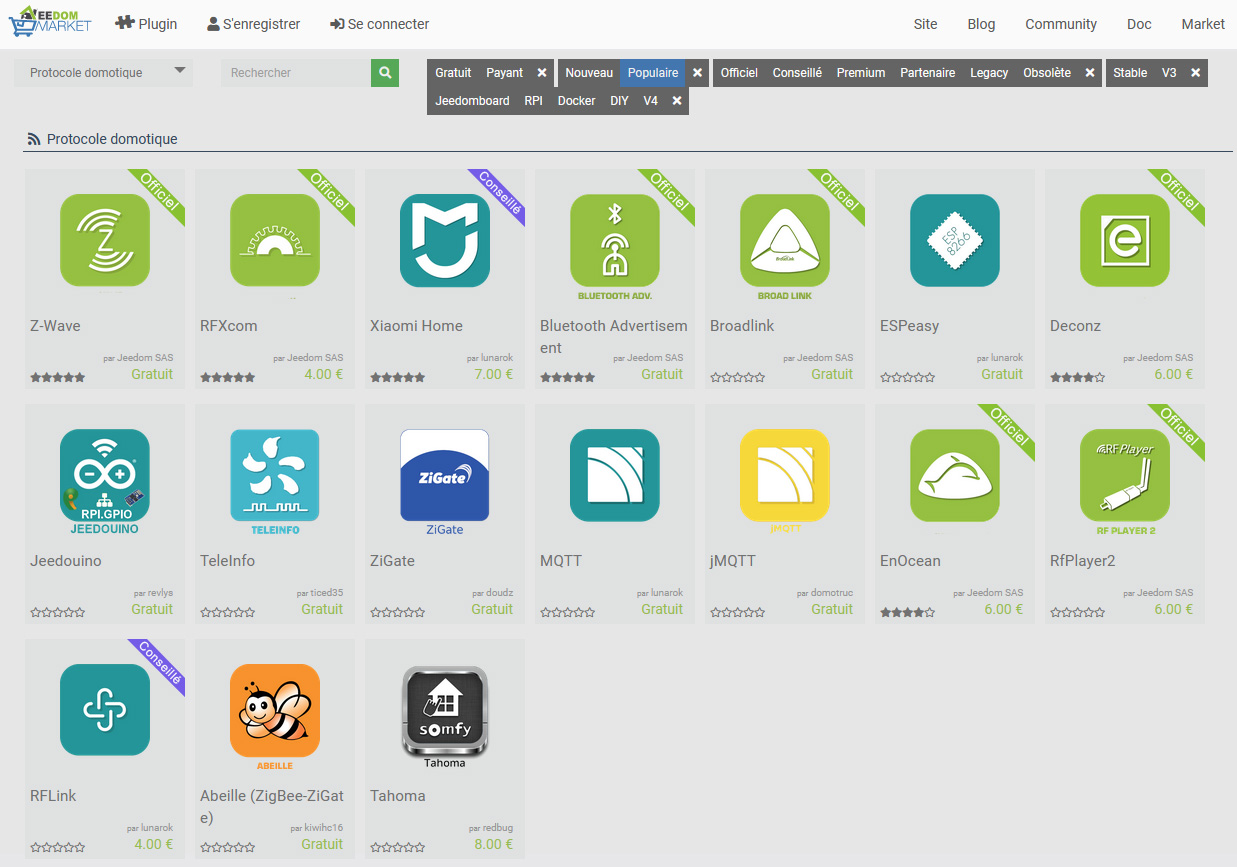 EEDOM
MARKET
Plugin
S'enregistrer
Se connecter
Site
Blog
Community
Doc
Market
Protocole domotique
Rechercher
Gratuit Payant
Nouveau Populaire
Officiel Conseillé Premium Partenaire Legacy Obsolète
Stable V3
Jeedomboard RPI Docker DIY V4
Protocole domotique
Officiel
Z
Z-Wave
par Jeedom SAS
Gratuit
Officiel
RFXcom
par Jeedom SAS
4.00 €
Conseillé
Xiaomi Home
par lunarok
7.00 €
Officiel
BLUETOOTH ADV.
Bluetooth Advertisem
ent
par Jeedom SAS
Gratuit
Officiel
BroadLink
BROAD LINK
Broadlink
par Jeedom SAS
Gratuit
ESP
8266
ESPeasy
par lunarok
Gratuit
Officiel
e
Deconz
par Jeedom SAS
6.00 €
RPI.GPIO
JEEDOUINO
Jeedouino
par revlys
Gratuit
TELEINFO
TeleInfo
par ticed35
Gratuit
ZiGate
ZiGate
ZiGate
par doudz
Gratuit
MQTT
par lunarok
Gratuit
jMQTT
jMQTT
par domotruc
Gratuit
Officiel
EnOcean
par Jeedom SAS
6.00 €
Officiel
RFPlayer
RF PLAYER 2
RfPlayer2
par Jeedom SAS
6.00 €
Conseillé
RFLink
par lunarok
4.00 €
ABEILLE
Abeille (ZigBee-ZiGat
e)
par kiwihc16
Gratuit
somfy
Tahoma
Tahoma
par redbug
8.00 €